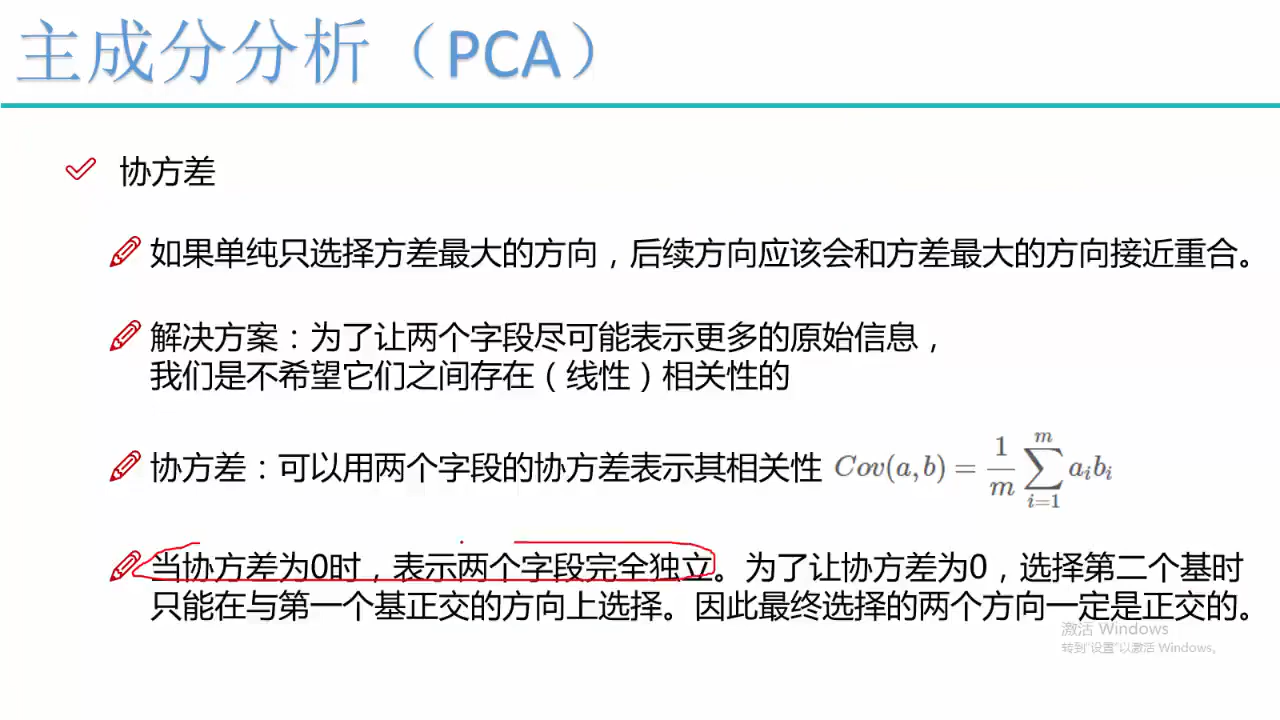 主成分分析（PCA）
协方差
如果单纯只选择方差最大的方向，后续方向应该会和方差最大的方向接近重合。
解决方案：为了让两个字段尽可能表示更多的原始信息，
我们是不希望它们之间存在（线性）相关性的
协方差：可以用两个字段的协方差表示其相关性 Cov(a,b) = \frac{1}{m} \sum_{i=1}^{m} a_i b_i
当协方差为0时，表示两个字段完全独立。为了让协方差为0，选择第二个基时
只能在与第一个基正交的方向上选择。因此最终选择的两个方向一定是正交的。
激活 Windows
转到“设置”以激活 Windows。